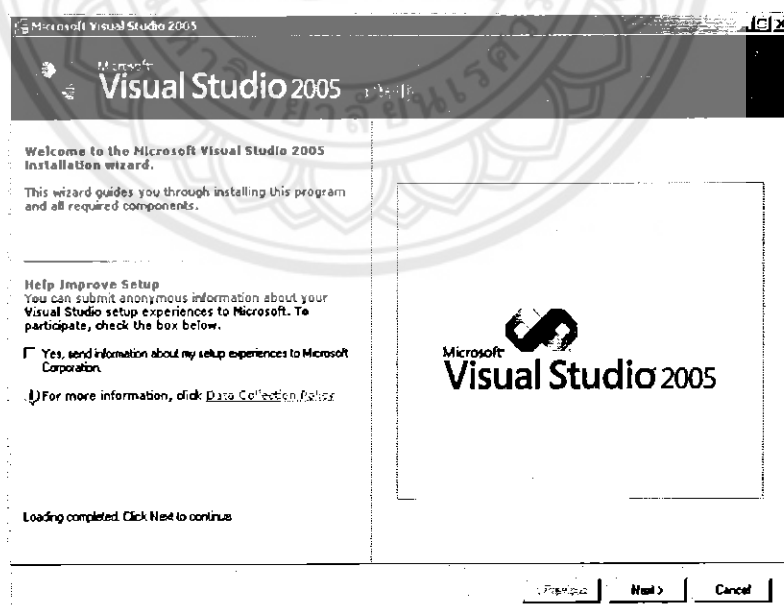 Microsoft Visual Studio 2005
Microsoft
Visual Studio 2005
Welcome to the Microsoft Visual Studio 2005
Installation wizard.
This wizard guides you through installing this program
and all required components.
Help Improve Setup
You can submit anonymous information about your
Visual Studio setup experiences to Microsoft. To
participate, check the box below.
Yes, send information about my setup experiences to Microsoft
Corporation.
For more information, click Data Collection Policy
Loading completed. Click Next to continue
Microsoft
Visual Studio 2005
< Previous
Next >
Cancel